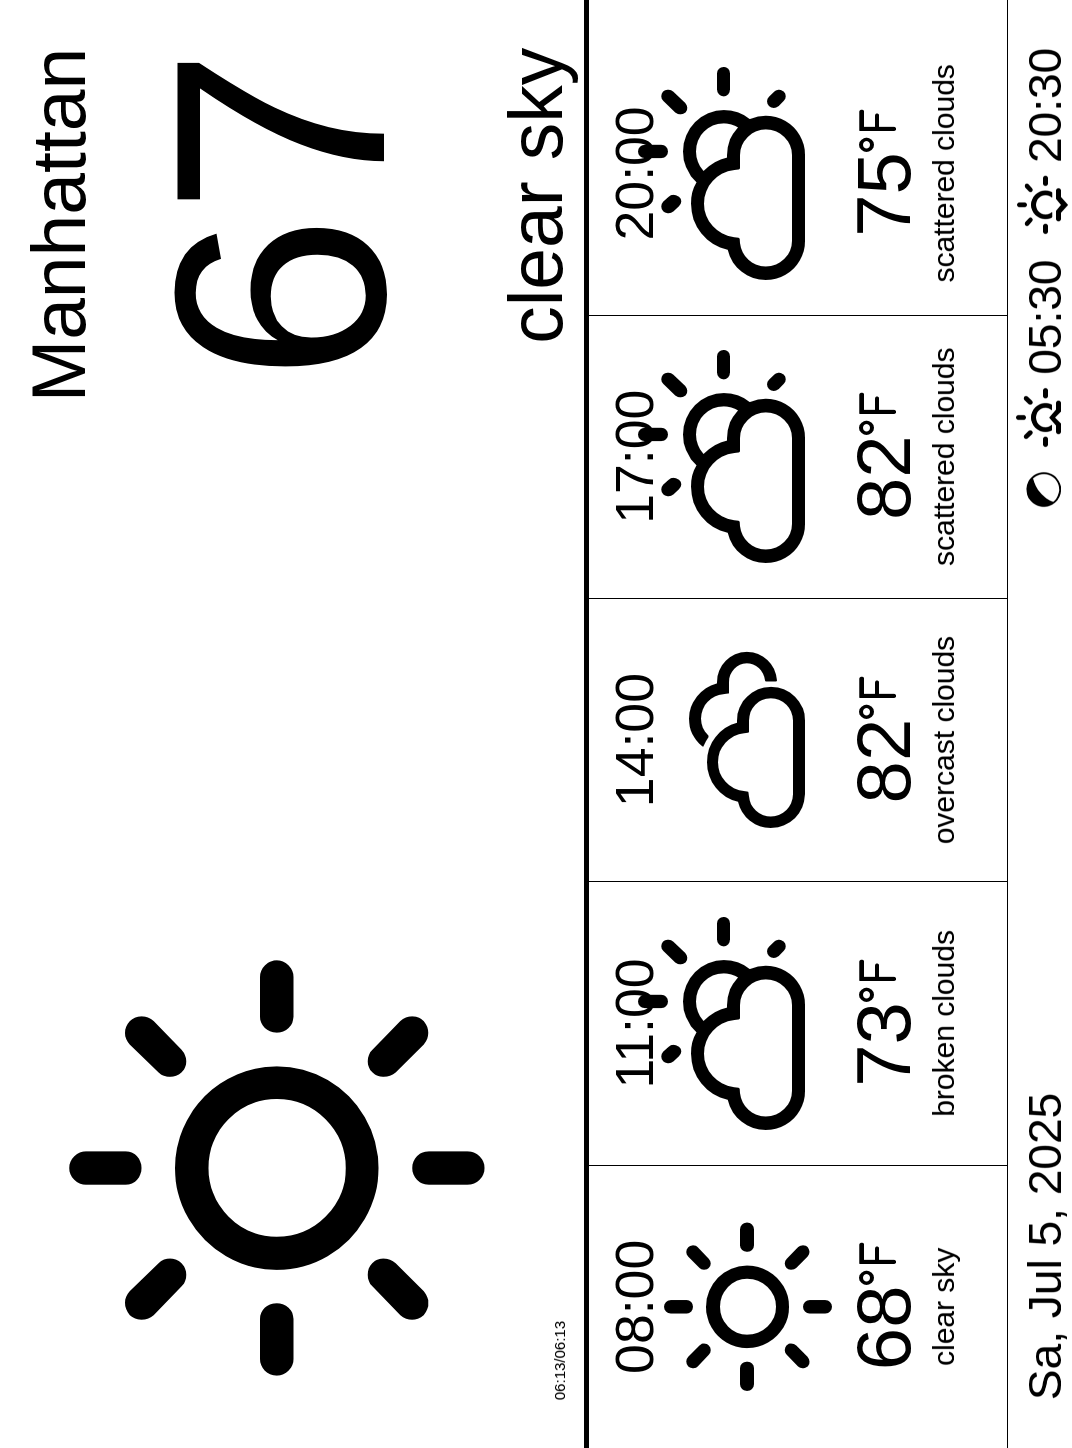 Manhattan
67
clear sky
06:13/06:13
08:00
68°F
clear sky
11:00
73°F
broken clouds
14:00
82°F
overcast clouds
17:00
82°F
scattered clouds
20:00
75°F
scattered clouds
Sa, Jul 5, 2025
05:30
20:30